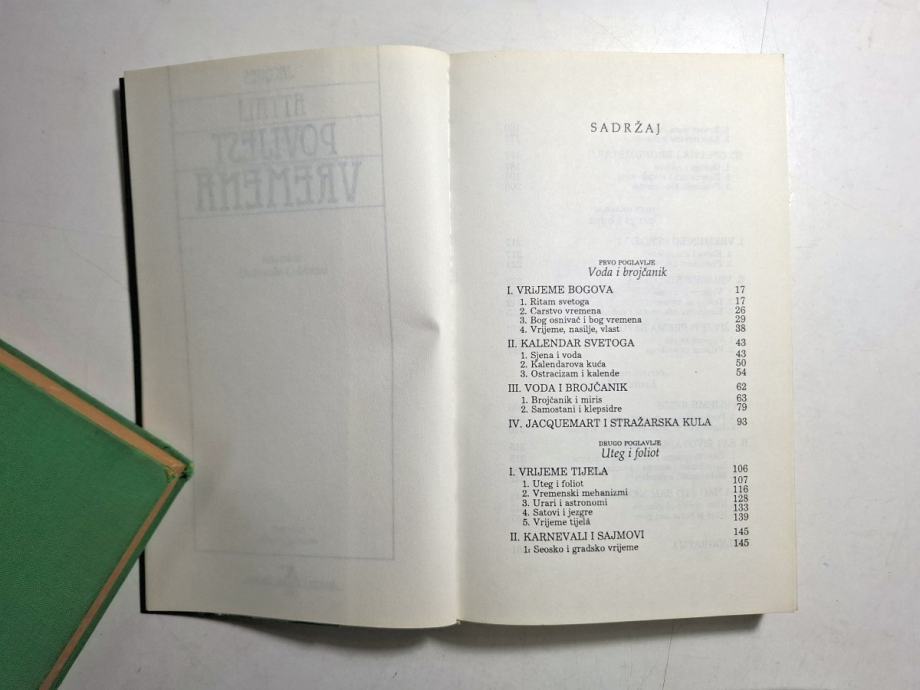 JACQUES
ATTALI
POVIJEST
VREMENA
SADRŽAJ
PRVO POGLAVLJE
Voda i brojčanik
I. VRIJEME BOGOVA 17
1. Ritam svetoga 17
2. Carstvo vremena 26
3. Bog osnivač i bog vremena 29
4. Vrijeme, nasilje, vlast 38
II. KALENDAR SVETOGA 43
1. Sjena i voda 43
2. Kalendarova kuća 50
3. Ostracizam i kalende 54
III. VODA I BROJČANIK 62
1. Brojčanik i miris 63
2. Samostani i klepsidre 79
IV. JACQUEMART I STRAŽARSKA KULA 93
DRUGO POGLAVLJE
Uteg i foliot
I. VRIJEME TIJELA 106
1. Uteg i foliot 107
2. Vremenski mehanizmi 116
3. Urari i astronomi 128
4. Satovi i jezgre 133
5. Vrijeme tijelâ 139
II. KARNEVALI I SAJMOVI 145
1: Seosko i gradsko vrijeme 145